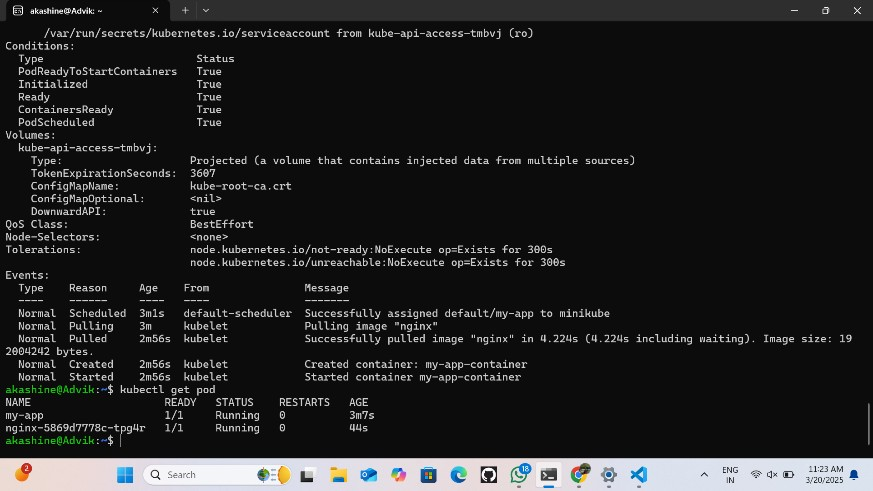 akashine@Advik: ~
/var/run/secrets/kubernetes.io/serviceaccount from kube-api-access-tmbvj (ro)
Conditions:
Type Status
PodReadyToStartContainers True
Initialized True
Ready True
ContainersReady True
PodScheduled True
Volumes:
kube-api-access-tmbvj:
Type: Projected (a volume that contains injected data from multiple sources)
TokenExpirationSeconds: 3607
ConfigMapName: kube-root-ca.crt
ConfigMapOptional: <nil>
DownwardAPI: true
QoS Class: BestEffort
Node-Selectors: <none>
Tolerations: node.kubernetes.io/not-ready:NoExecute op=Exists for 300s
node.kubernetes.io/unreachable:NoExecute op=Exists for 300s
Events:
Type Reason Age From Message
---- ------ ---- ---- -------
Normal Scheduled 3m1s default-scheduler Successfully assigned default/my-app to minikube
Normal Pulling 3m kubelet Pulling image "nginx"
Normal Pulled 2m56s kubelet Successfully pulled image "nginx" in 4.224s (4.224s including waiting). Image size: 19
2004242 bytes.
Normal Created 2m56s kubelet Created container: my-app-container
Normal Started 2m56s kubelet Started container my-app-container
akashine@Advik:~$ kubectl get pod
NAME READY STATUS RESTARTS AGE
my-app 1/1 Running 0 3m7s
nginx-5869d7778c-tpg4r 1/1 Running 0 44s
akashine@Advik:~$
2
Search
18
ENG
IN
11:23 AM
3/20/2025